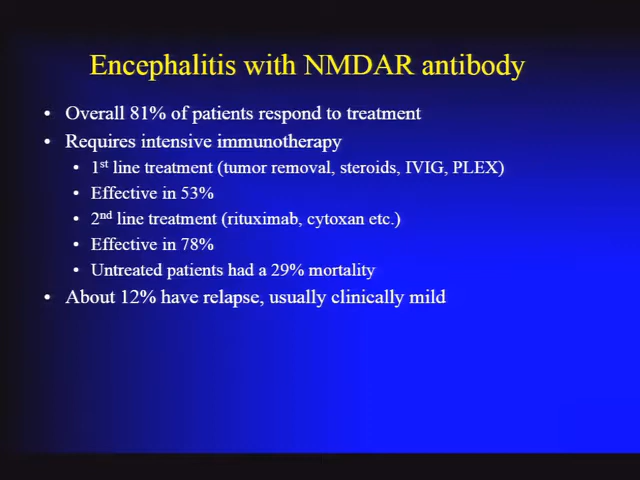 Encephalitis with NMDAR antibody
• Overall 81% of patients respond to treatment
• Requires intensive immunotherapy
• 1st line treatment (tumor removal, steroids, IVIG, PLEX)
• Effective in 53%
• 2nd line treatment (rituximab, cytoxan etc.)
• Effective in 78%
• Untreated patients had a 29% mortality
• About 12% have relapse, usually clinically mild